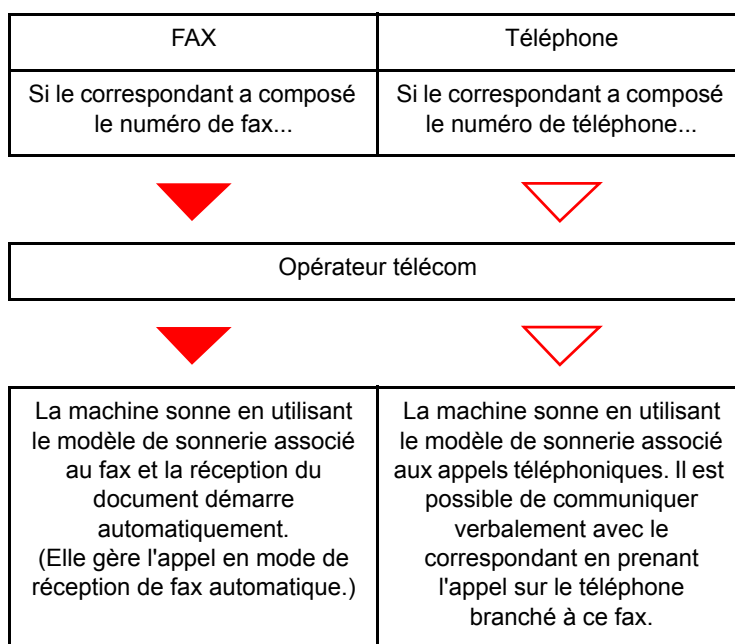 FAX
Téléphone
Si le correspondant a composé
le numéro de fax...
Si le correspondant a composé
le numéro de téléphone...
Opérateur télécom
La machine sonne en utilisant
le modèle de sonnerie associé
au fax et la réception du
document démarre
automatiquement.
(Elle gère l'appel en mode de
réception de fax automatique.)
La machine sonne en utilisant
le modèle de sonnerie associé
aux appels téléphoniques. Il est
possible de communiquer
verbalement avec le
correspondant en prenant
l'appel sur le téléphone
branché à ce fax.